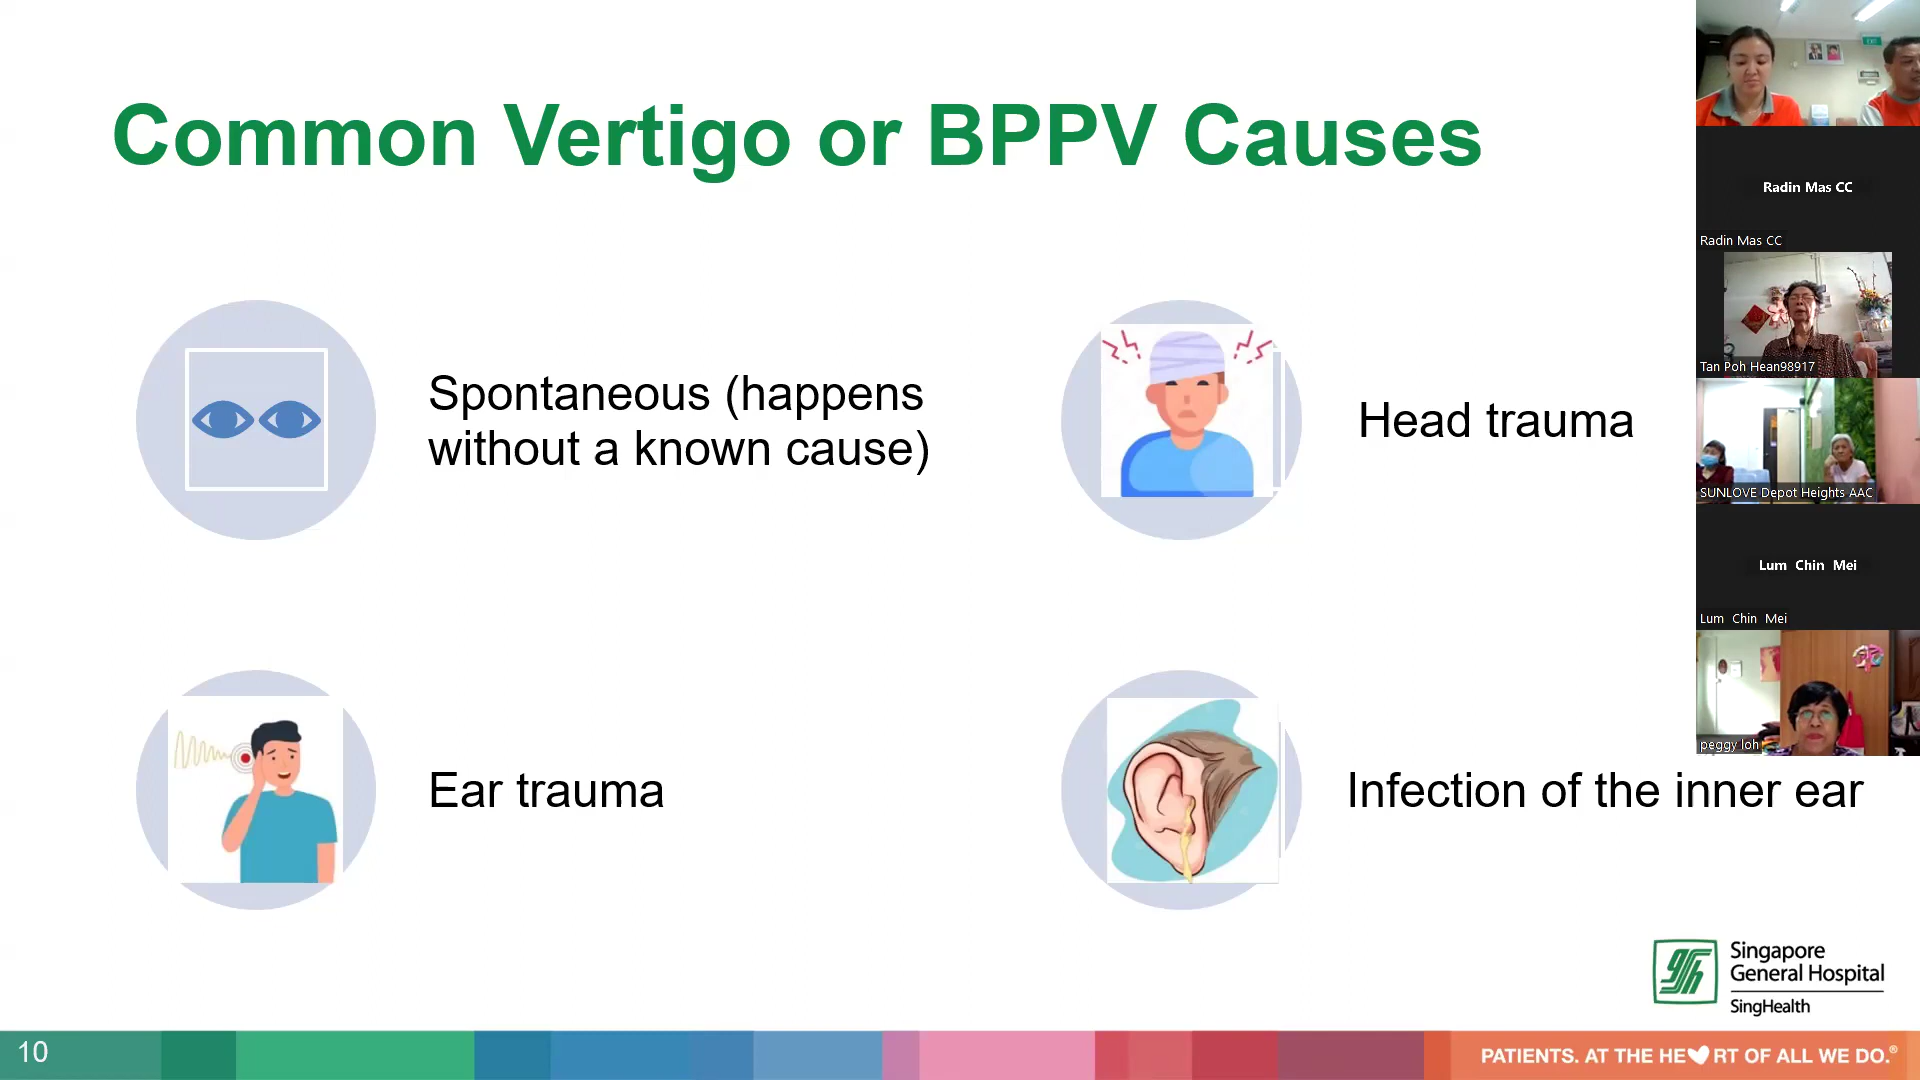 Common Vertigo or BPPV Causes
Spontaneous (happens
without a known cause)
Head trauma
Ear trauma
Infection of the inner ear
Radin Mas CC
Radin Mas CC
Tan Poh Hean98917
SUNLOVE Depot Heights AAC
Lum Chin Mei
Lum Chin Mei
peggy loh
Singapore
General Hospital
SingHealth
10
PATIENTS. AT THE HE RT OF ALL WE DO.®